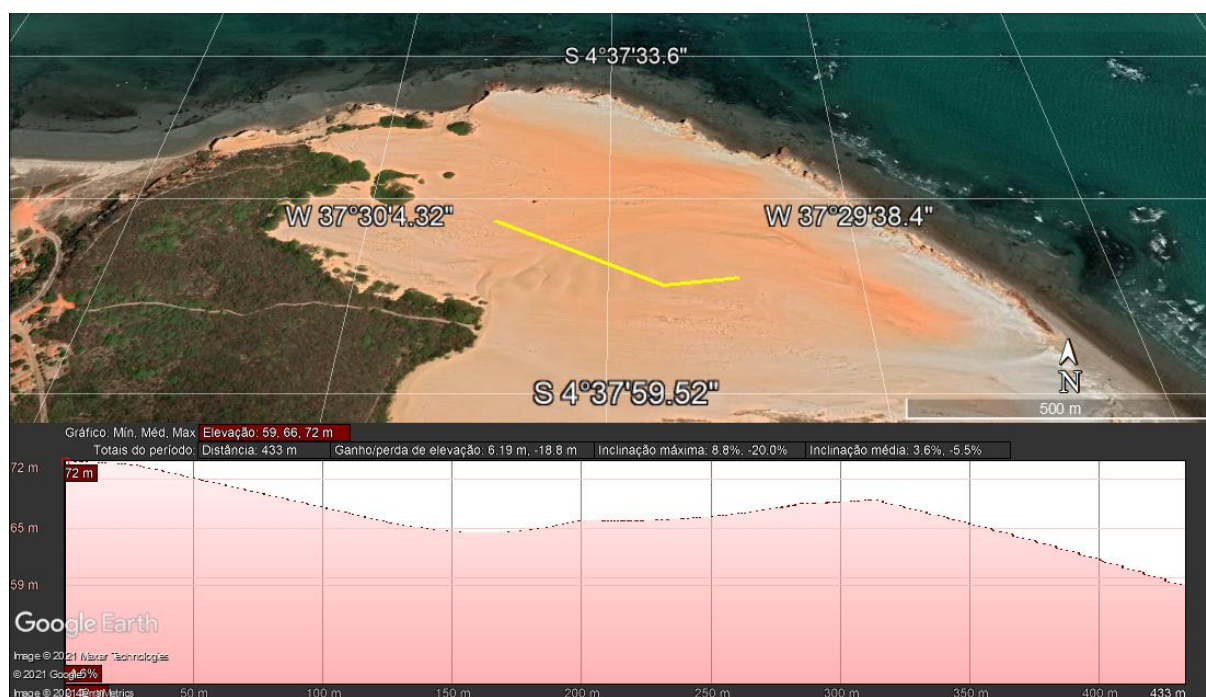 S 4°37'33.6"
W 37°30'4.32"
W 37°29'38.4"
S 4°37'59.52"
N
500 m
Gráfico: Mín, Méd, Max Elevação: 59, 66, 72 m
Totais do período: Distância: 433 m Ganho/perda de elevação: 6.19 m, -18.8 m Inclinação máxima: 8.8%, -20.0% Inclinação média: 3.6%, -5.5%
72 m
72 m
65 m
59 m
Google Earth
Image © 2021 Maxar Technologies
© 2021 Google
Image © 2021
50 m 100 m 150 m 200 m 250 m 300 m 350 m 400 m 433 m